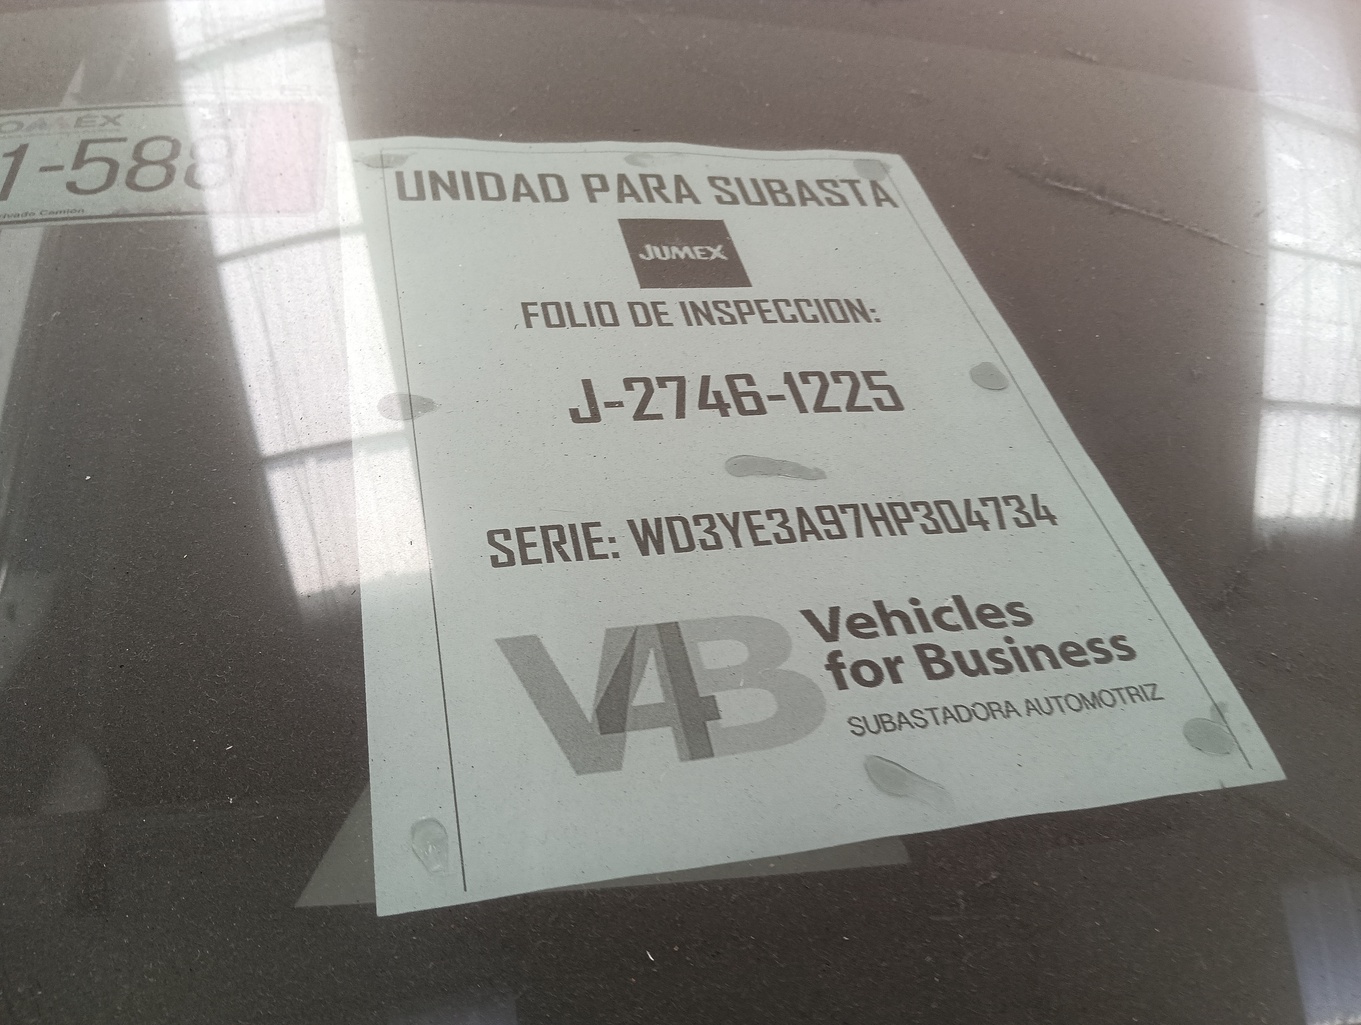 1-588
UNIDAD PARA SUBASTA
JUMEX
FOLIO DE INSPECCION:
J-2746-1225
SERIE: WD3YE3A97HP304734
V4B
Vehicles
for Business
SUBASTADORA AUTOMOTRIZ